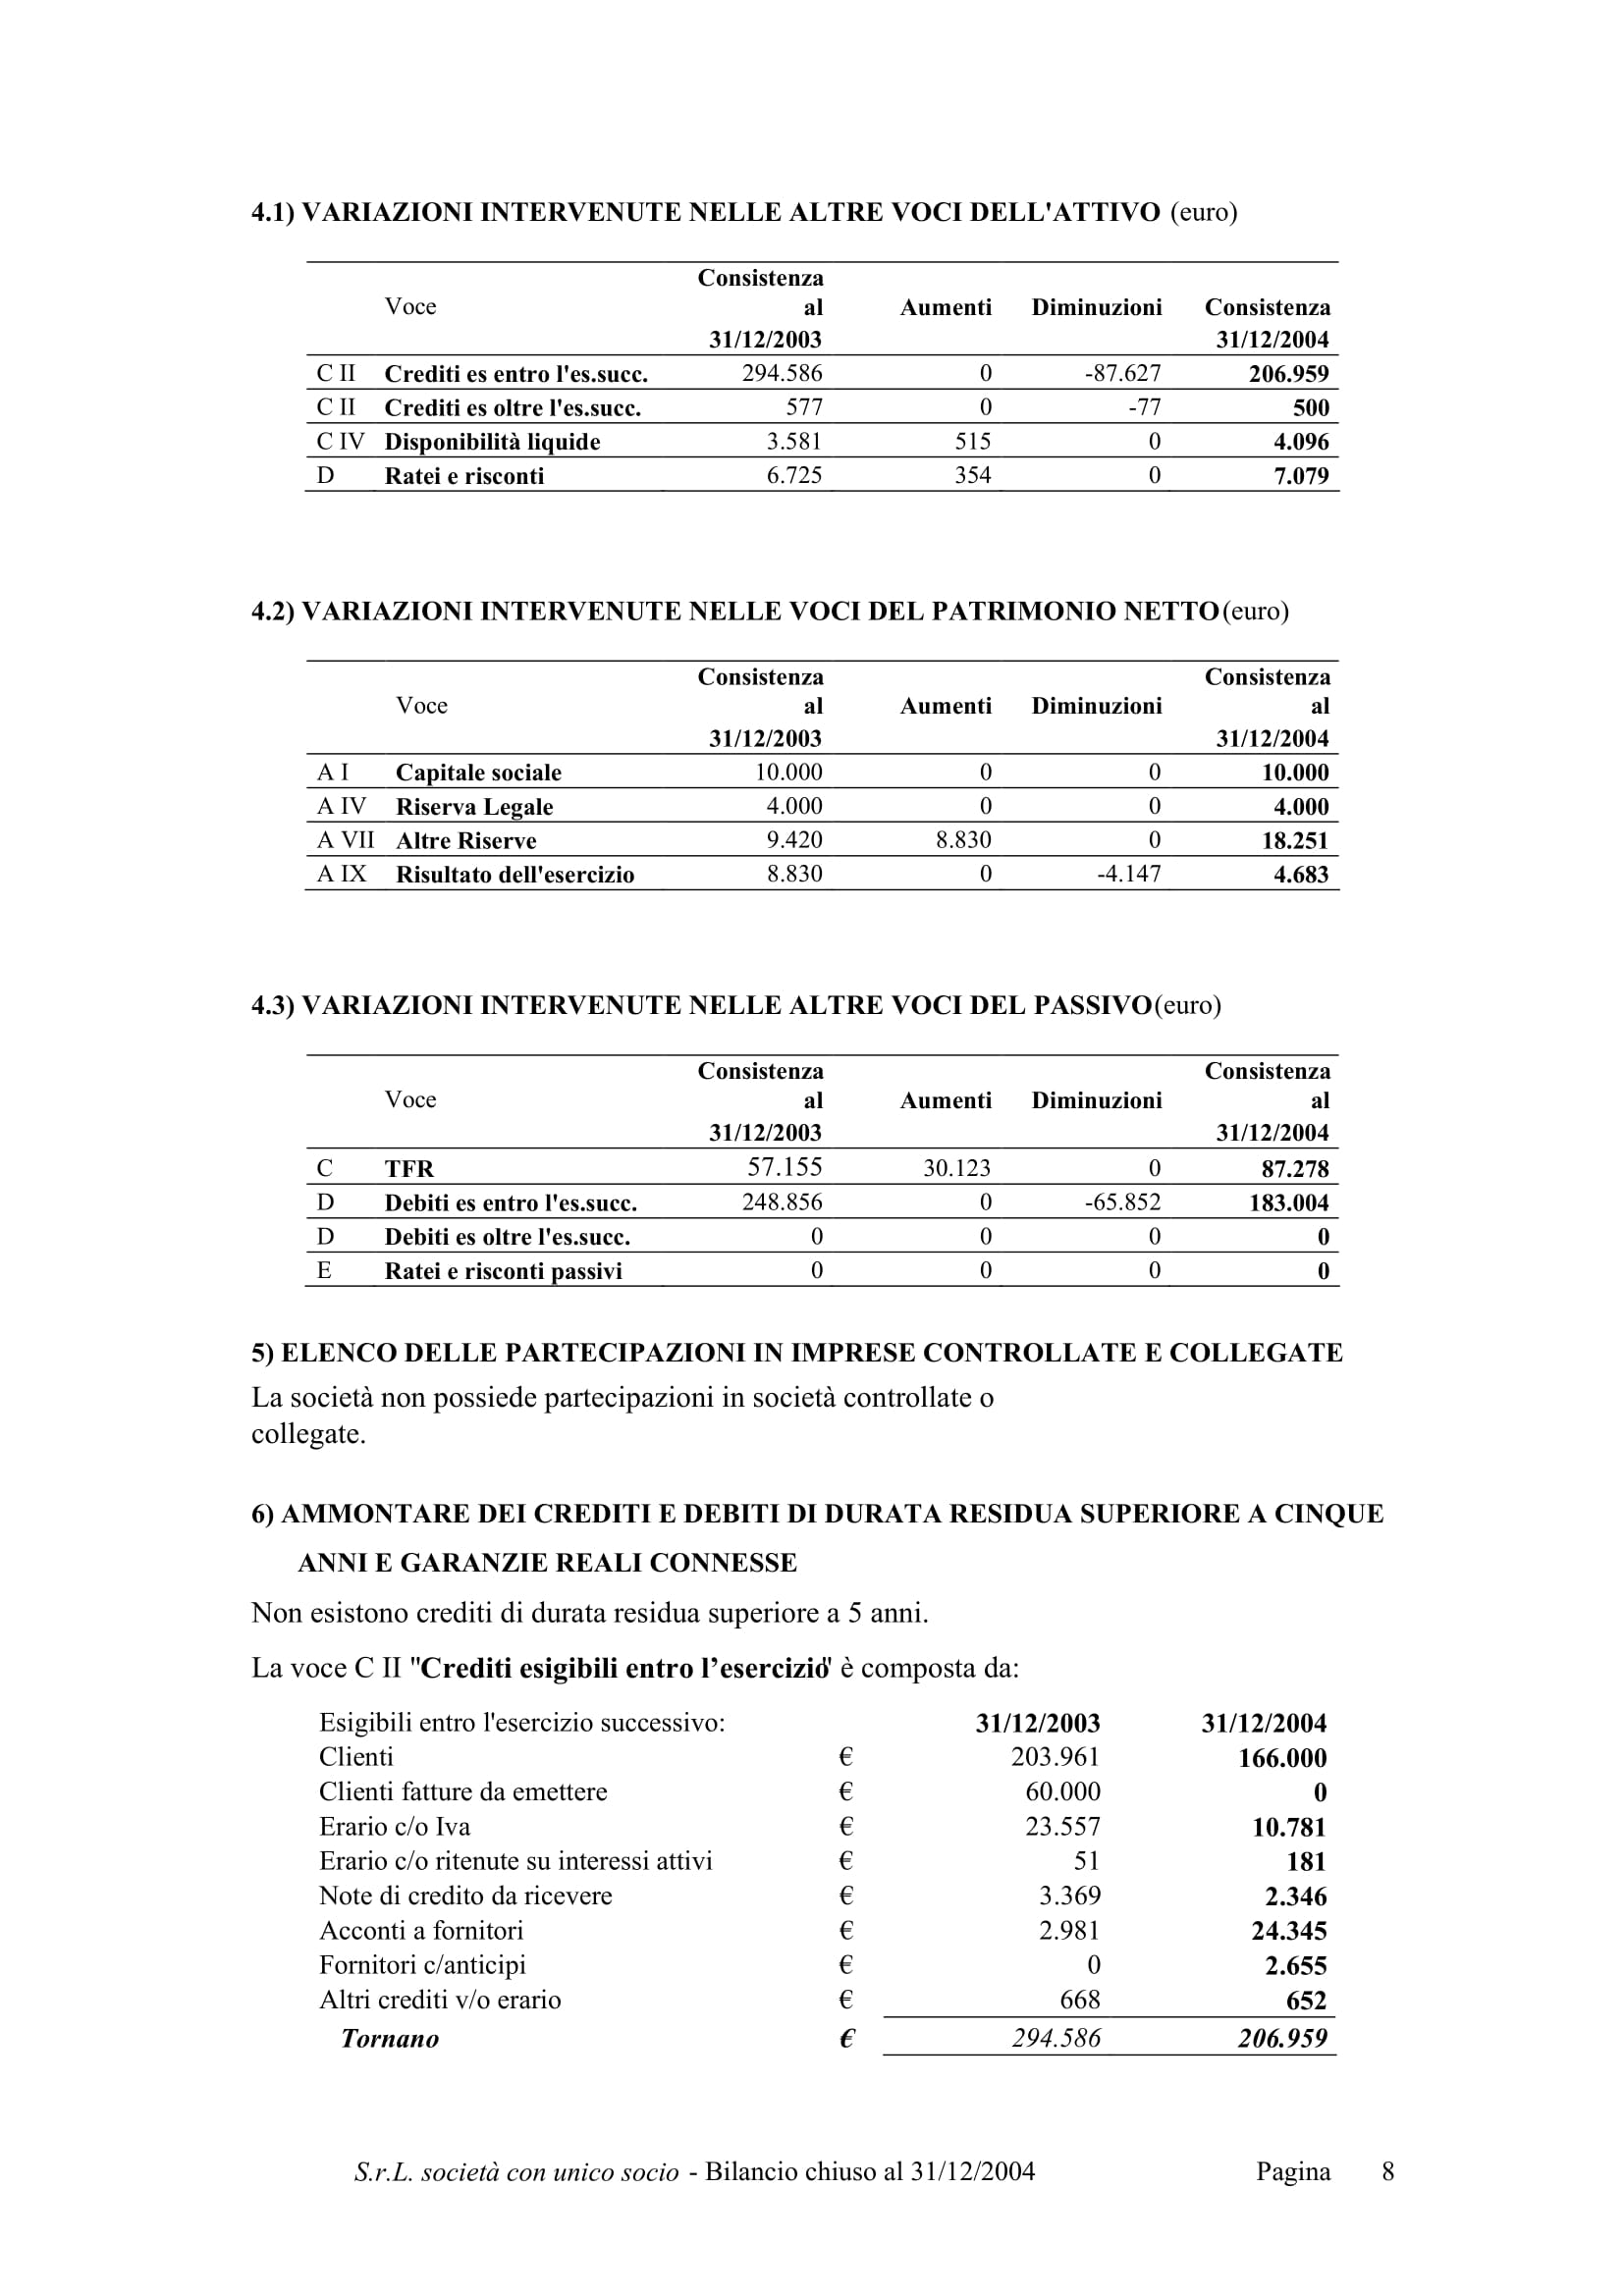 4.1) VARIAZIONI INTERVENUTE NELLE ALTRE VOCI DELL'ATTIVO (euro)
Voce Consistenza al 31/12/2003 Aumenti Diminuzioni Consistenza 31/12/2004
C II Crediti es entro l'es.succ. 294.586 0 -87.627 206.959
C II Crediti es oltre l'es.succ. 577 0 -77 500
C IV Disponibilità liquide 3.581 515 0 4.096
D Ratei e risconti 6.725 354 0 7.079
4.2) VARIAZIONI INTERVENUTE NELLE VOCI DEL PATRIMONIO NETTO(euro)
Voce Consistenza al 31/12/2003 Aumenti Diminuzioni Consistenza al 31/12/2004
A I Capitale sociale 10.000 0 0 10.000
A IV Riserva Legale 4.000 0 0 4.000
A VII Altre Riserve 9.420 8.830 0 18.251
A IX Risultato dell'esercizio 8.830 0 -4.147 4.683
4.3) VARIAZIONI INTERVENUTE NELLE ALTRE VOCI DEL PASSIVO(euro)
Voce Consistenza al 31/12/2003 Aumenti Diminuzioni Consistenza al 31/12/2004
C TFR 57.155 30.123 0 87.278
D Debiti es entro l'es.succ. 248.856 0 -65.852 183.004
D Debiti es oltre l'es.succ. 0 0 0 0
E Ratei e risconti passivi 0 0 0 0
5) ELENCO DELLE PARTECIPAZIONI IN IMPRESE CONTROLLATE E COLLEGATE
La società non possiede partecipazioni in società controllate o
collegate.
6) AMMONTARE DEI CREDITI E DEBITI DI DURATA RESIDUA SUPERIORE A CINQUE
ANNI E GARANZIE REALI CONNESSE
Non esistono crediti di durata residua superiore a 5 anni.
La voce C II "Crediti esigibili entro l’esercizio" è composta da:
Esigibili entro l'esercizio successivo: 31/12/2003 31/12/2004
Clienti € 203.961 166.000
Clienti fatture da emettere € 60.000 0
Erario c/o Iva € 23.557 10.781
Erario c/o ritenute su interessi attivi € 51 181
Note di credito da ricevere € 3.369 2.346
Acconti a fornitori € 2.981 24.345
Fornitori c/anticipi € 0 2.655
Altri crediti v/o erario € 668 652
Tornano € 294.586 206.959
S.r.L. società con unico socio - Bilancio chiuso al 31/12/2004 Pagina 8